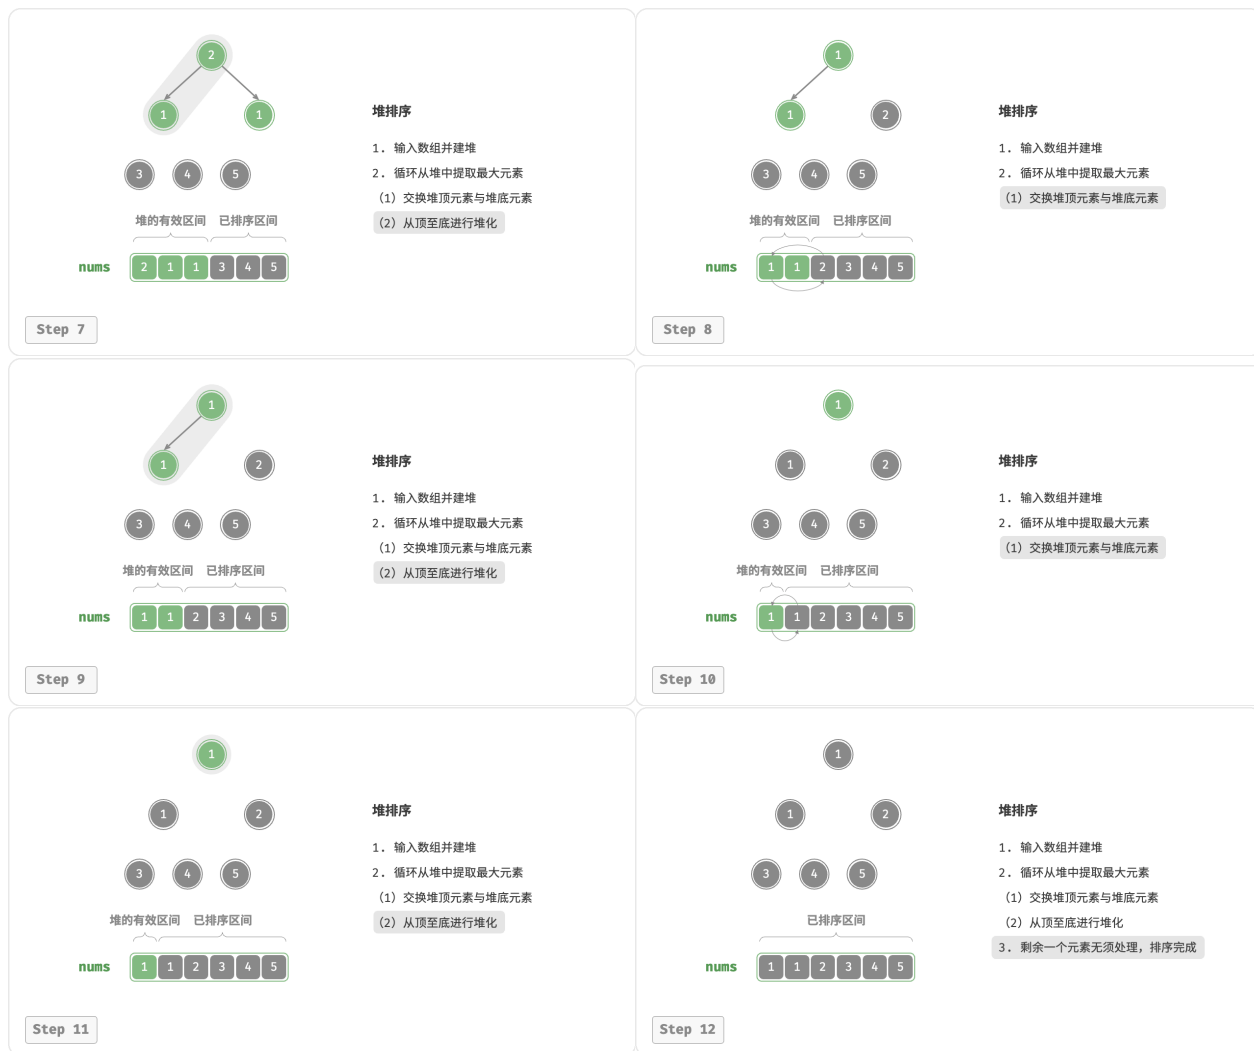 2
1 1
3 4 5
堆的有效区间 已排序区间
nums 2 1 1 3 4 5
堆排序
1. 输入数组并建堆
2. 循环从堆中提取最大元素
（1）交换堆顶元素与堆底元素
（2）从顶至底进行堆化
Step 7
1
1 2
3 4 5
堆的有效区间 已排序区间
nums 1 1 2 3 4 5
堆排序
1. 输入数组并建堆
2. 循环从堆中提取最大元素
（1）交换堆顶元素与堆底元素
Step 8
1
1 2
3 4 5
堆的有效区间 已排序区间
nums 1 1 2 3 4 5
堆排序
1. 输入数组并建堆
2. 循环从堆中提取最大元素
（1）交换堆顶元素与堆底元素
（2）从顶至底进行堆化
Step 9
1
1 2
3 4 5
堆的有效区间 已排序区间
nums 1 1 2 3 4 5
堆排序
1. 输入数组并建堆
2. 循环从堆中提取最大元素
（1）交换堆顶元素与堆底元素
Step 10
1
1 2
3 4 5
堆的有效区间 已排序区间
nums 1 1 2 3 4 5
堆排序
1. 输入数组并建堆
2. 循环从堆中提取最大元素
（1）交换堆顶元素与堆底元素
（2）从顶至底进行堆化
Step 11
1
1 2
3 4 5
已排序区间
nums 1 1 2 3 4 5
堆排序
1. 输入数组并建堆
2. 循环从堆中提取最大元素
（1）交换堆顶元素与堆底元素
（2）从顶至底进行堆化
3. 剩余一个元素无须处理，排序完成
Step 12